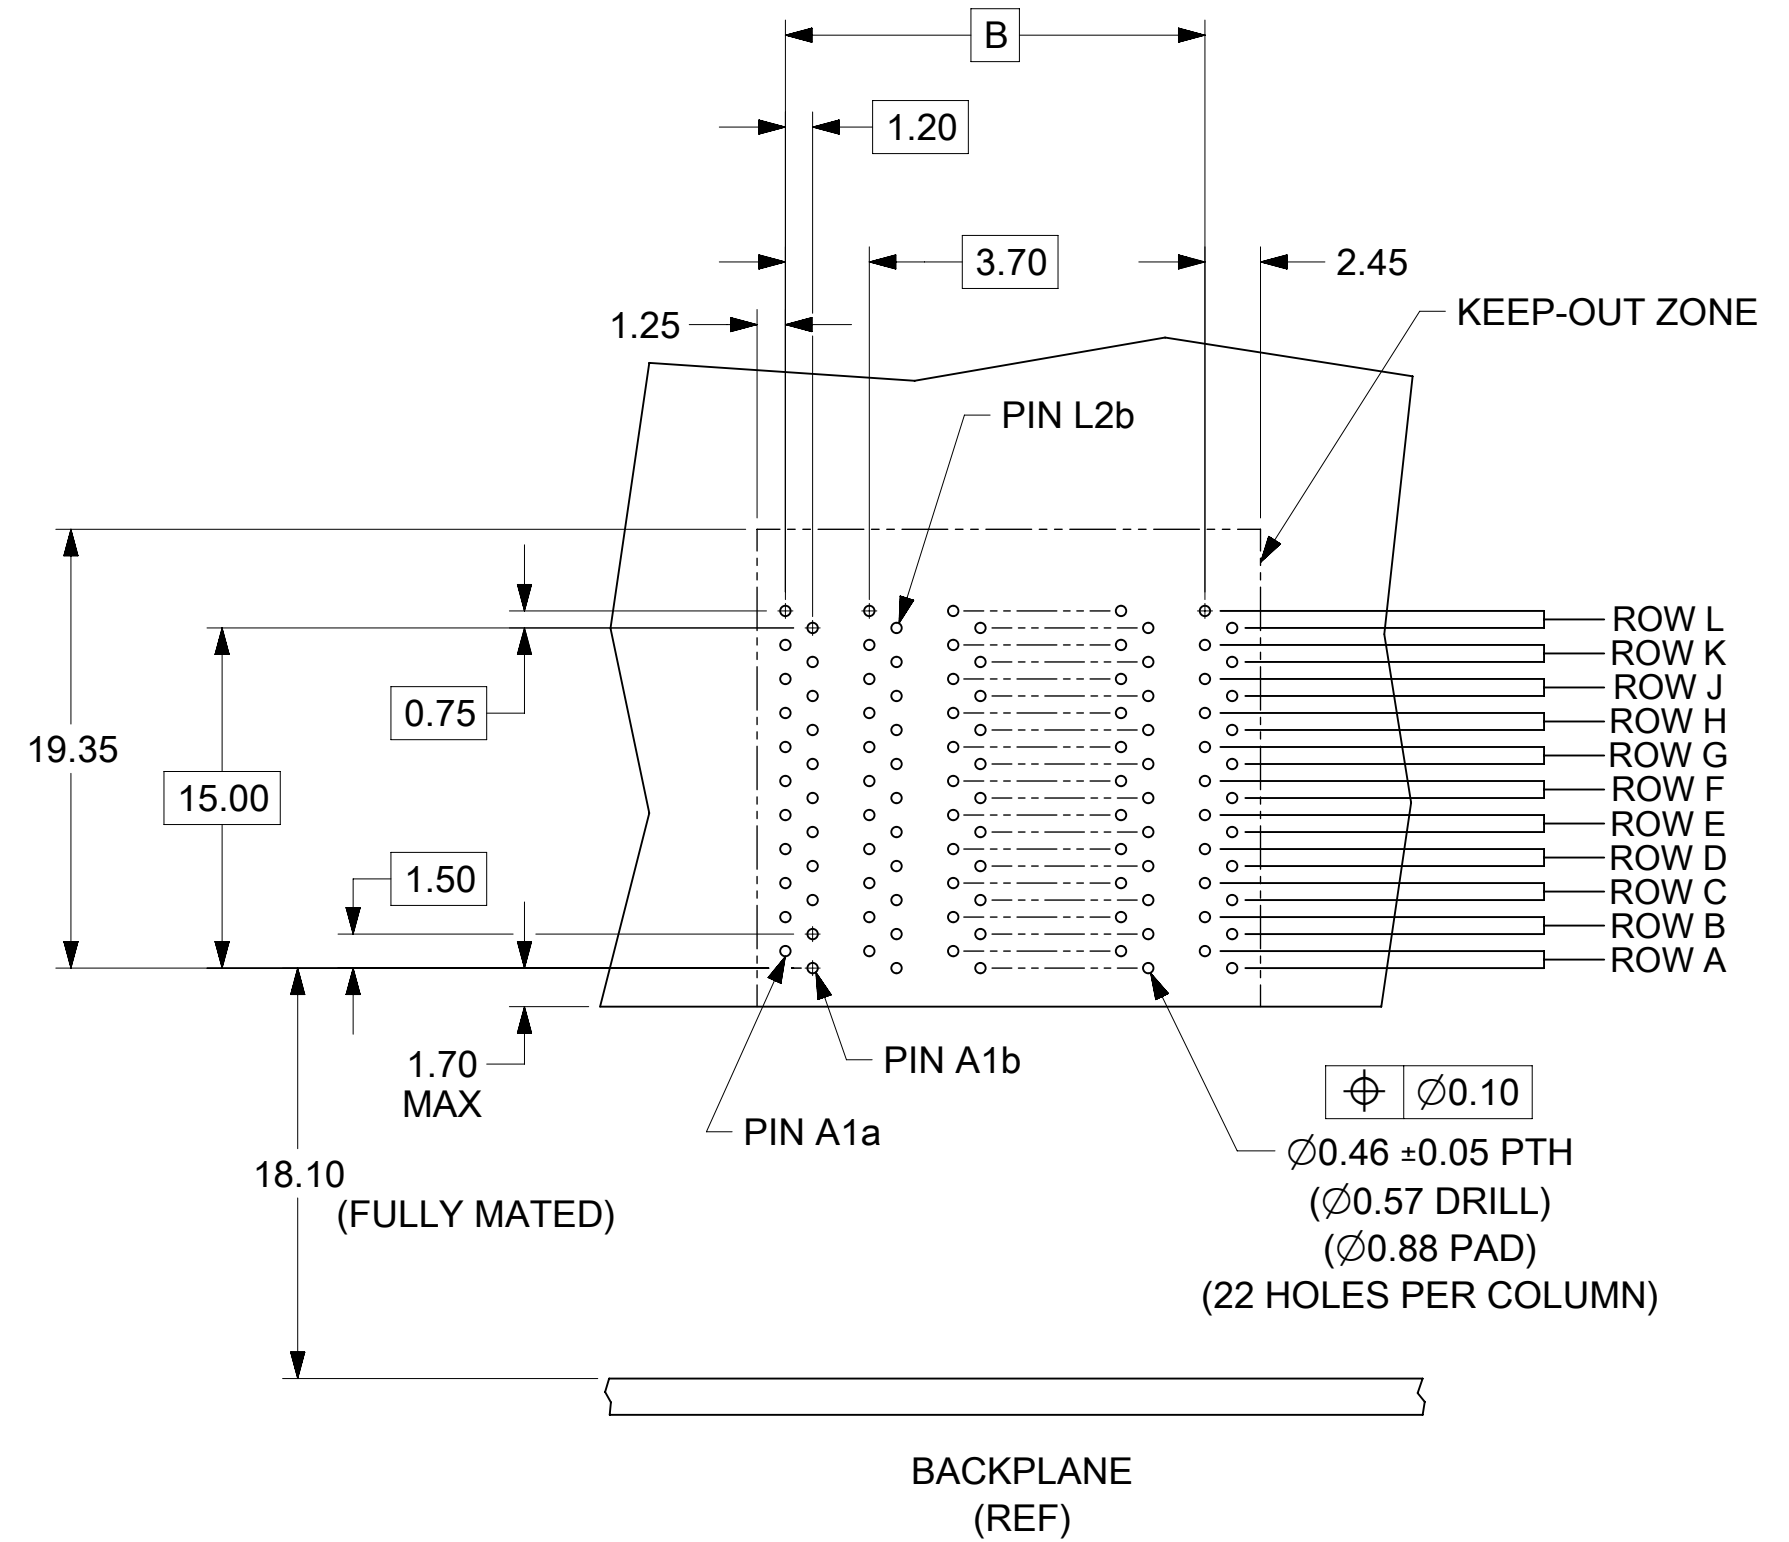 B
1.20
3.70
2.45
1.25
KEEP-OUT ZONE
PIN L2b
ROW L
ROW K
ROW J
ROW H
ROW G
ROW F
ROW E
ROW D
ROW C
ROW B
ROW A
0.75
19.35
15.00
1.50
1.70
MAX
PIN A1b
PIN A1a
⌖ ∅0.10
∅0.46 ±0.05 PTH
(∅0.57 DRILL)
(∅0.88 PAD)
(22 HOLES PER COLUMN)
18.10
(FULLY MATED)
BACKPLANE
(REF)